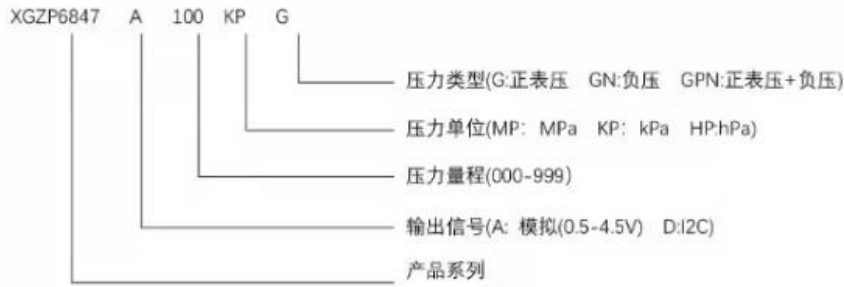 XGZP6847 A 100 KP G
压力类型(G:正表压 GN:负压 GPN:正表压+负压)
压力单位(MP: MPa KP: kPa HP:hPa)
压力量程(000-999)
输出信号(A: 模拟(0.5-4.5V) D:I2C)
产品系列